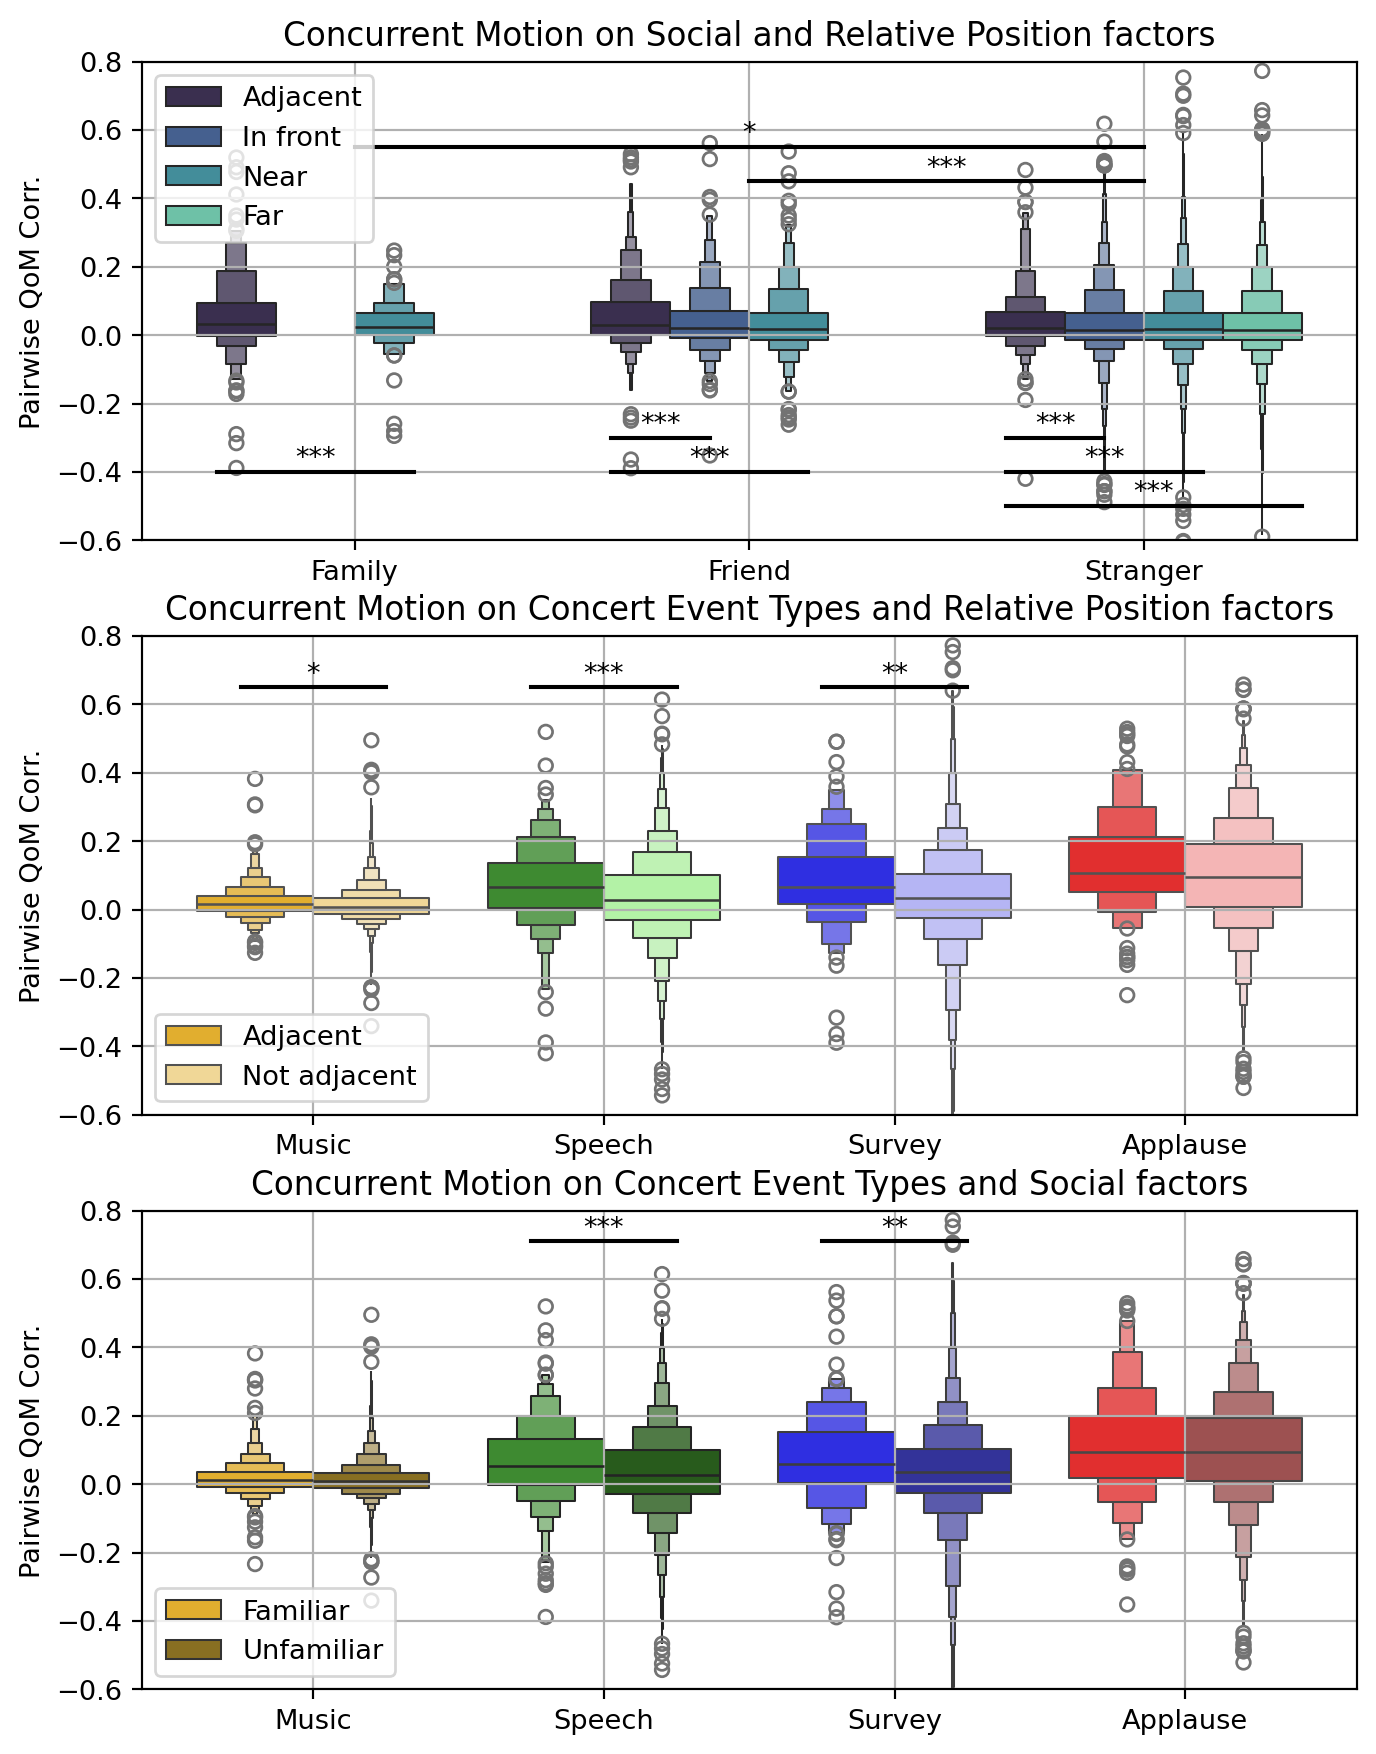 Concurrent Motion on Social and Relative Position factors
Pairwise QoM Corr.
0.8
0.6
0.4
0.2
0.0
−0.2
−0.4
−0.6
Adjacent
In front
Near
Far
*
***
***
***
***
***
***
***
Family Friend Stranger
Concurrent Motion on Concert Event Types and Relative Position factors
Pairwise QoM Corr.
0.8
0.6
0.4
0.2
0.0
−0.2
−0.4
−0.6
* *** **
Adjacent
Not adjacent
Music Speech Survey Applause
Concurrent Motion on Concert Event Types and Social factors
Pairwise QoM Corr.
0.8
0.6
0.4
0.2
0.0
−0.2
−0.4
−0.6
*** **
Familiar
Unfamiliar
Music Speech Survey Applause